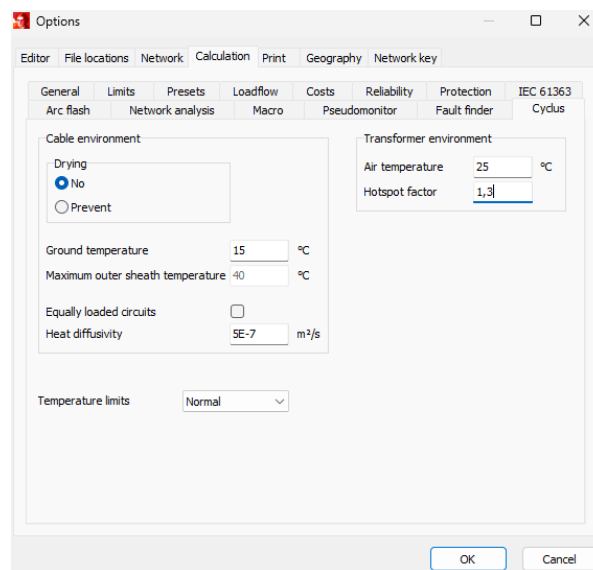 Options
Editor File locations Network Calculation Print Geography Network key
General Limits Presets Loadflow Costs Reliability Protection IEC 61363
Arc flash Network analysis Macro Pseudomonitor Fault finder Cyclus
Cable environment
Drying
No
Prevent
Ground temperature 15 ºC
Maximum outer sheath temperature 40 ºC
Equally loaded circuits
Heat diffusivity 5E-7 m²/s
Transformer environment
Air temperature 25 ºC
Hotspot factor 1,3
Temperature limits Normal
OK Cancel